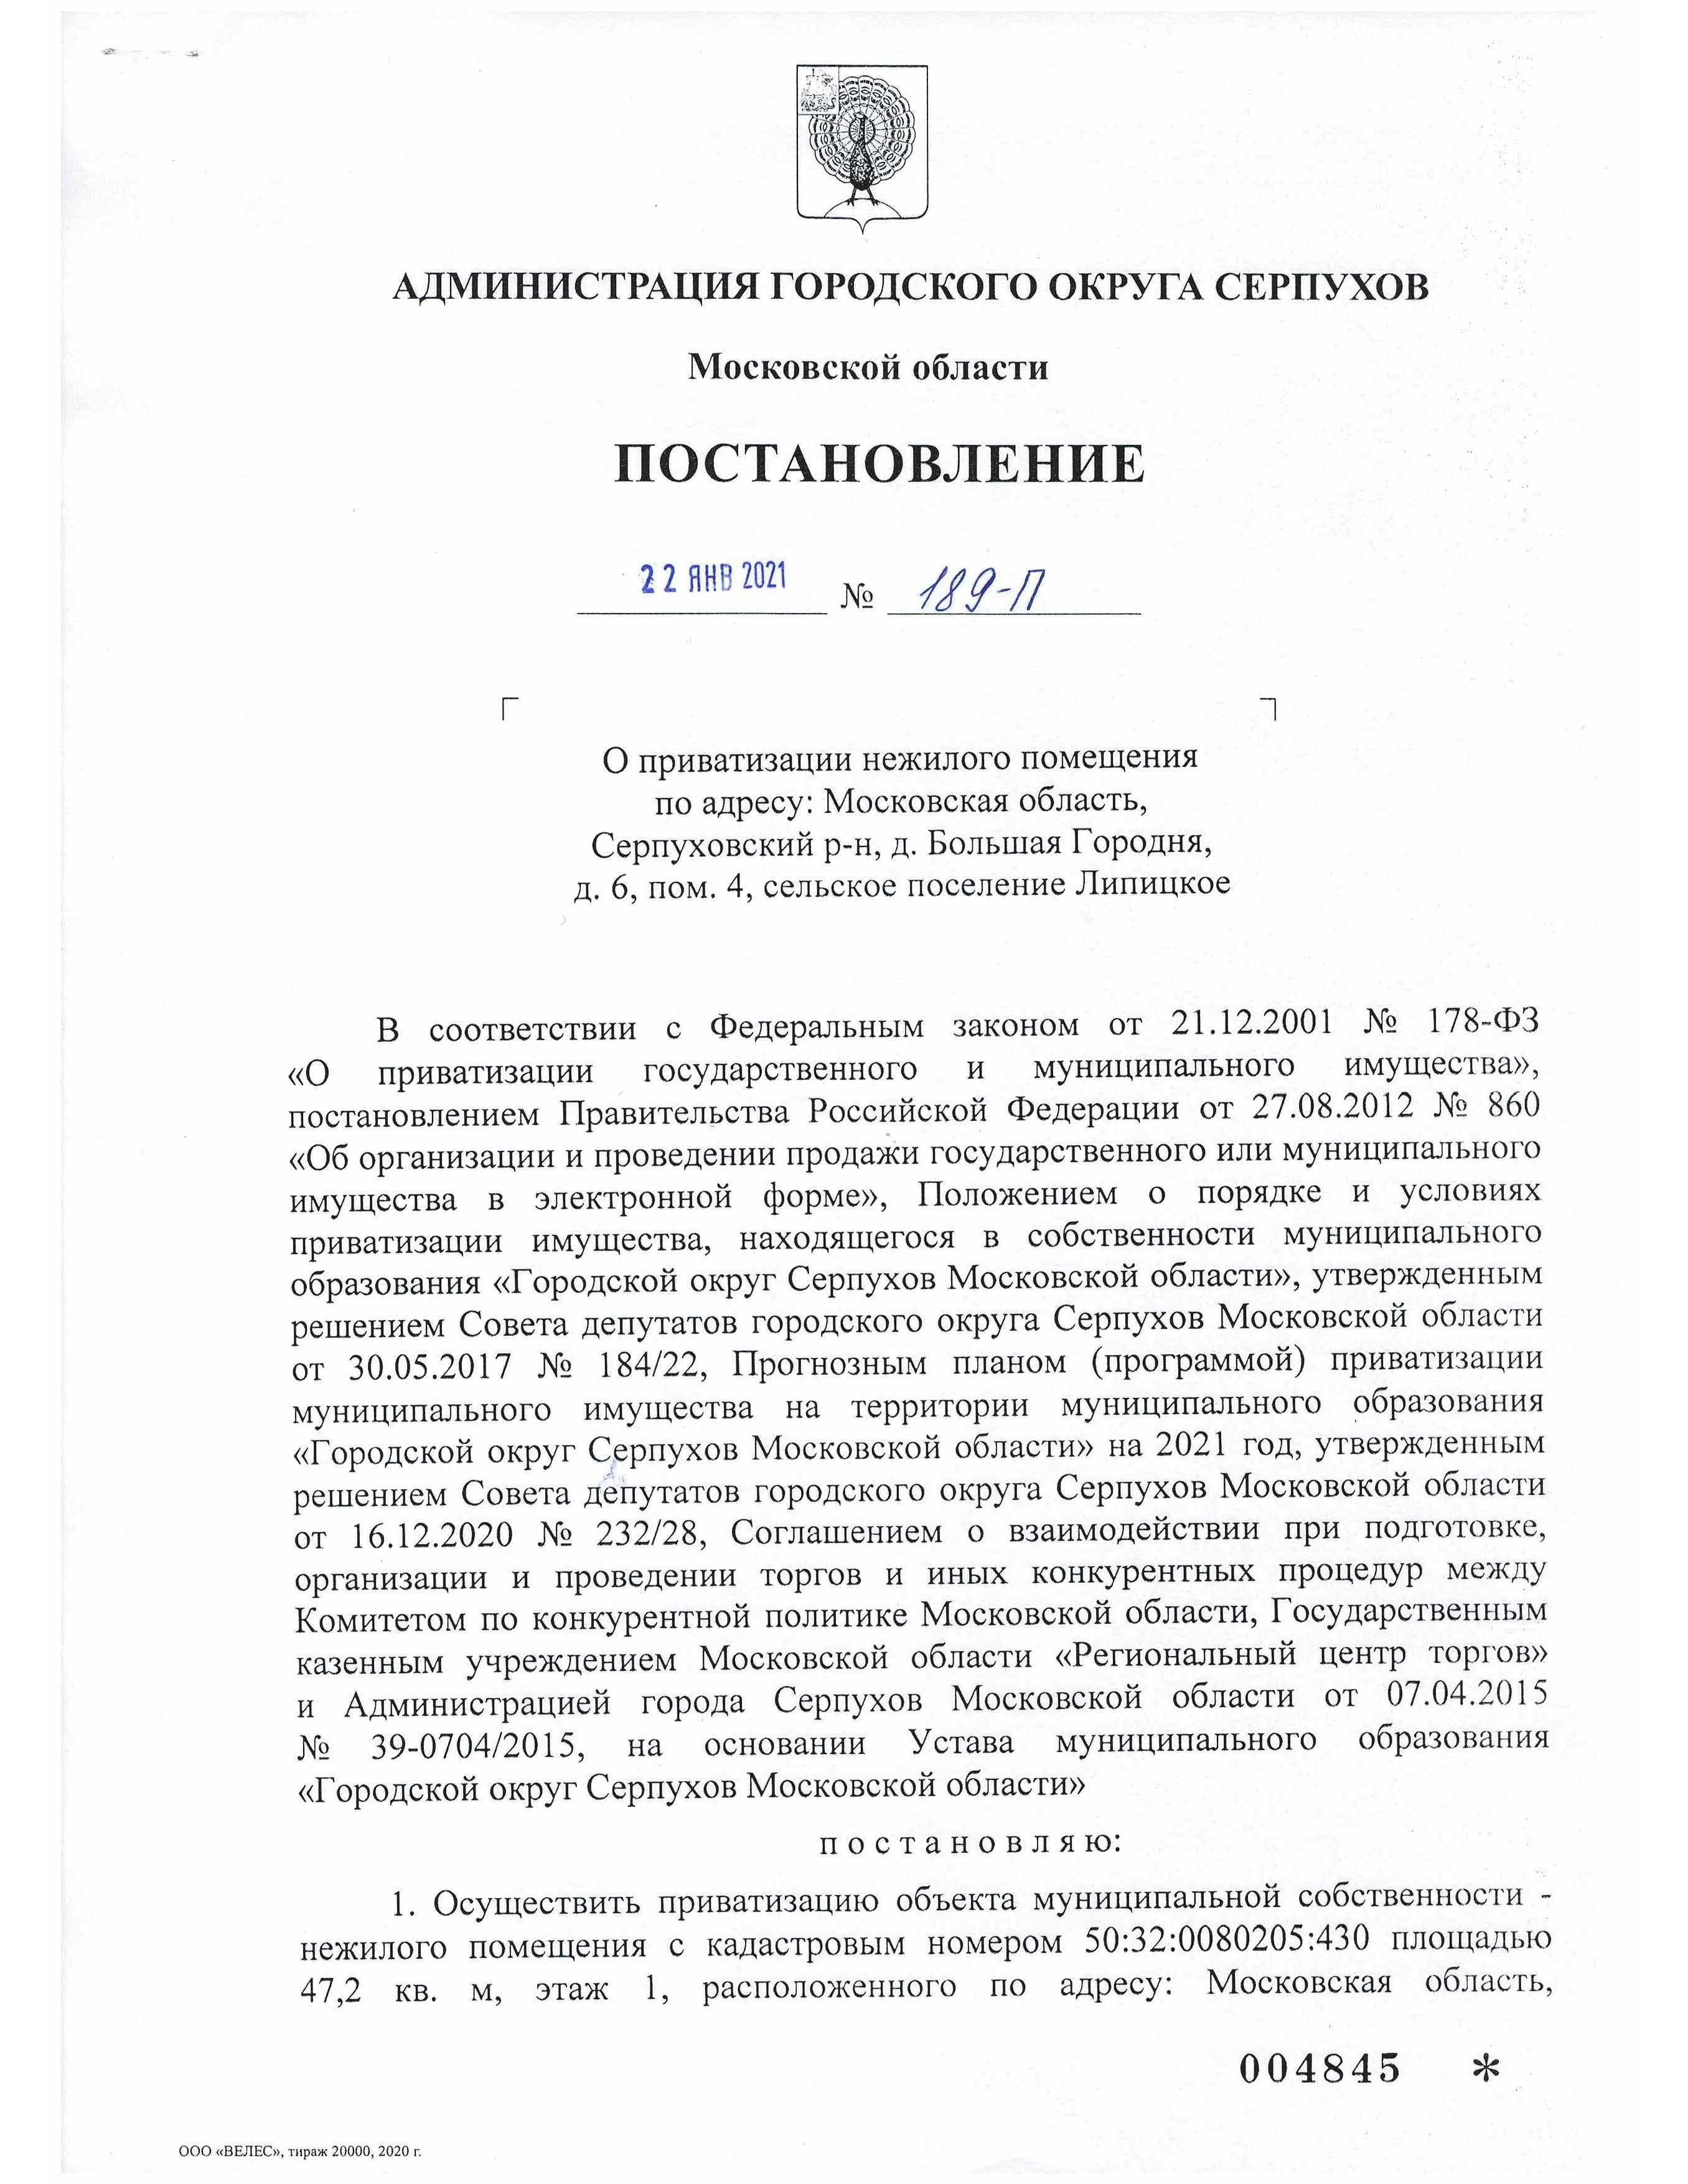 АДМИНИСТРАЦИЯ ГОРОДСКОГО ОКРУГА СЕРПУХОВ
Московской области
ПОСТАНОВЛЕНИЕ
22 ЯНВ 2021 № 189-П
О приватизации нежилого помещения
по адресу: Московская область,
Серпуховский р-н, д. Большая Городня,
д. 6, пом. 4, сельское поселение Липицкое
В соответствии с Федеральным законом от 21.12.2001 № 178-ФЗ
«О приватизации государственного и муниципального имущества»,
постановлением Правительства Российской Федерации от 27.08.2012 № 860
«Об организации и проведении продажи государственного или муниципального
имущества в электронной форме», Положением о порядке и условиях
приватизации имущества, находящегося в собственности муниципального
образования «Городской округ Серпухов Московской области», утвержденным
решением Совета депутатов городского округа Серпухов Московской области
от 30.05.2017 № 184/22, Прогнозным планом (программой) приватизации
муниципального имущества на территории муниципального образования
«Городской округ Серпухов Московской области» на 2021 год, утвержденным
решением Совета депутатов городского округа Серпухов Московской области
от 16.12.2020 № 232/28, Соглашением о взаимодействии при подготовке,
организации и проведении торгов и иных конкурентных процедур между
Комитетом по конкурентной политике Московской области, Государственным
казенным учреждением Московской области «Региональный центр торгов»
и Администрацией города Серпухов Московской области от 07.04.2015
№ 39-0704/2015, на основании Устава муниципального образования
«Городской округ Серпухов Московской области»
п о с т а н о в л я ю:
1. Осуществить приватизацию объекта муниципальной собственности -
нежилого помещения с кадастровым номером 50:32:0080205:430 площадью
47,2 кв. м, этаж 1, расположенного по адресу: Московская область,
004845 *
ООО «ВЕЛЕС», тираж 20000, 2020 г.